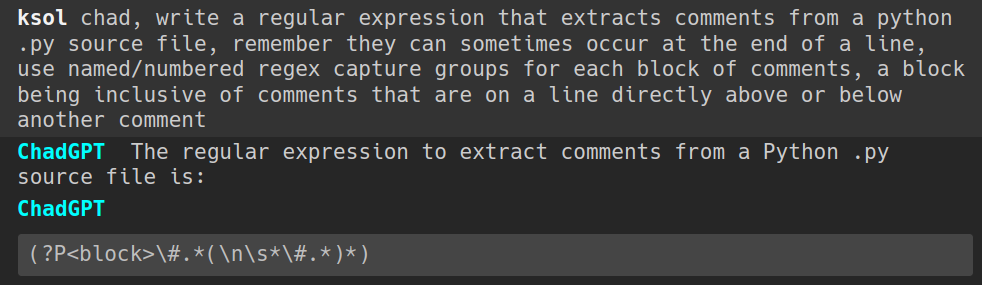 ksol chad, write a regular expression that extracts comments from a python
.py source file, remember they can sometimes occur at the end of a line,
use named/numbered regex capture groups for each block of comments, a block
being inclusive of comments that are on a line directly above or below
another comment
ChadGPT The regular expression to extract comments from a Python .py
source file is:
ChadGPT
(?P<block>\#.*(\n\s*\#.*)*)